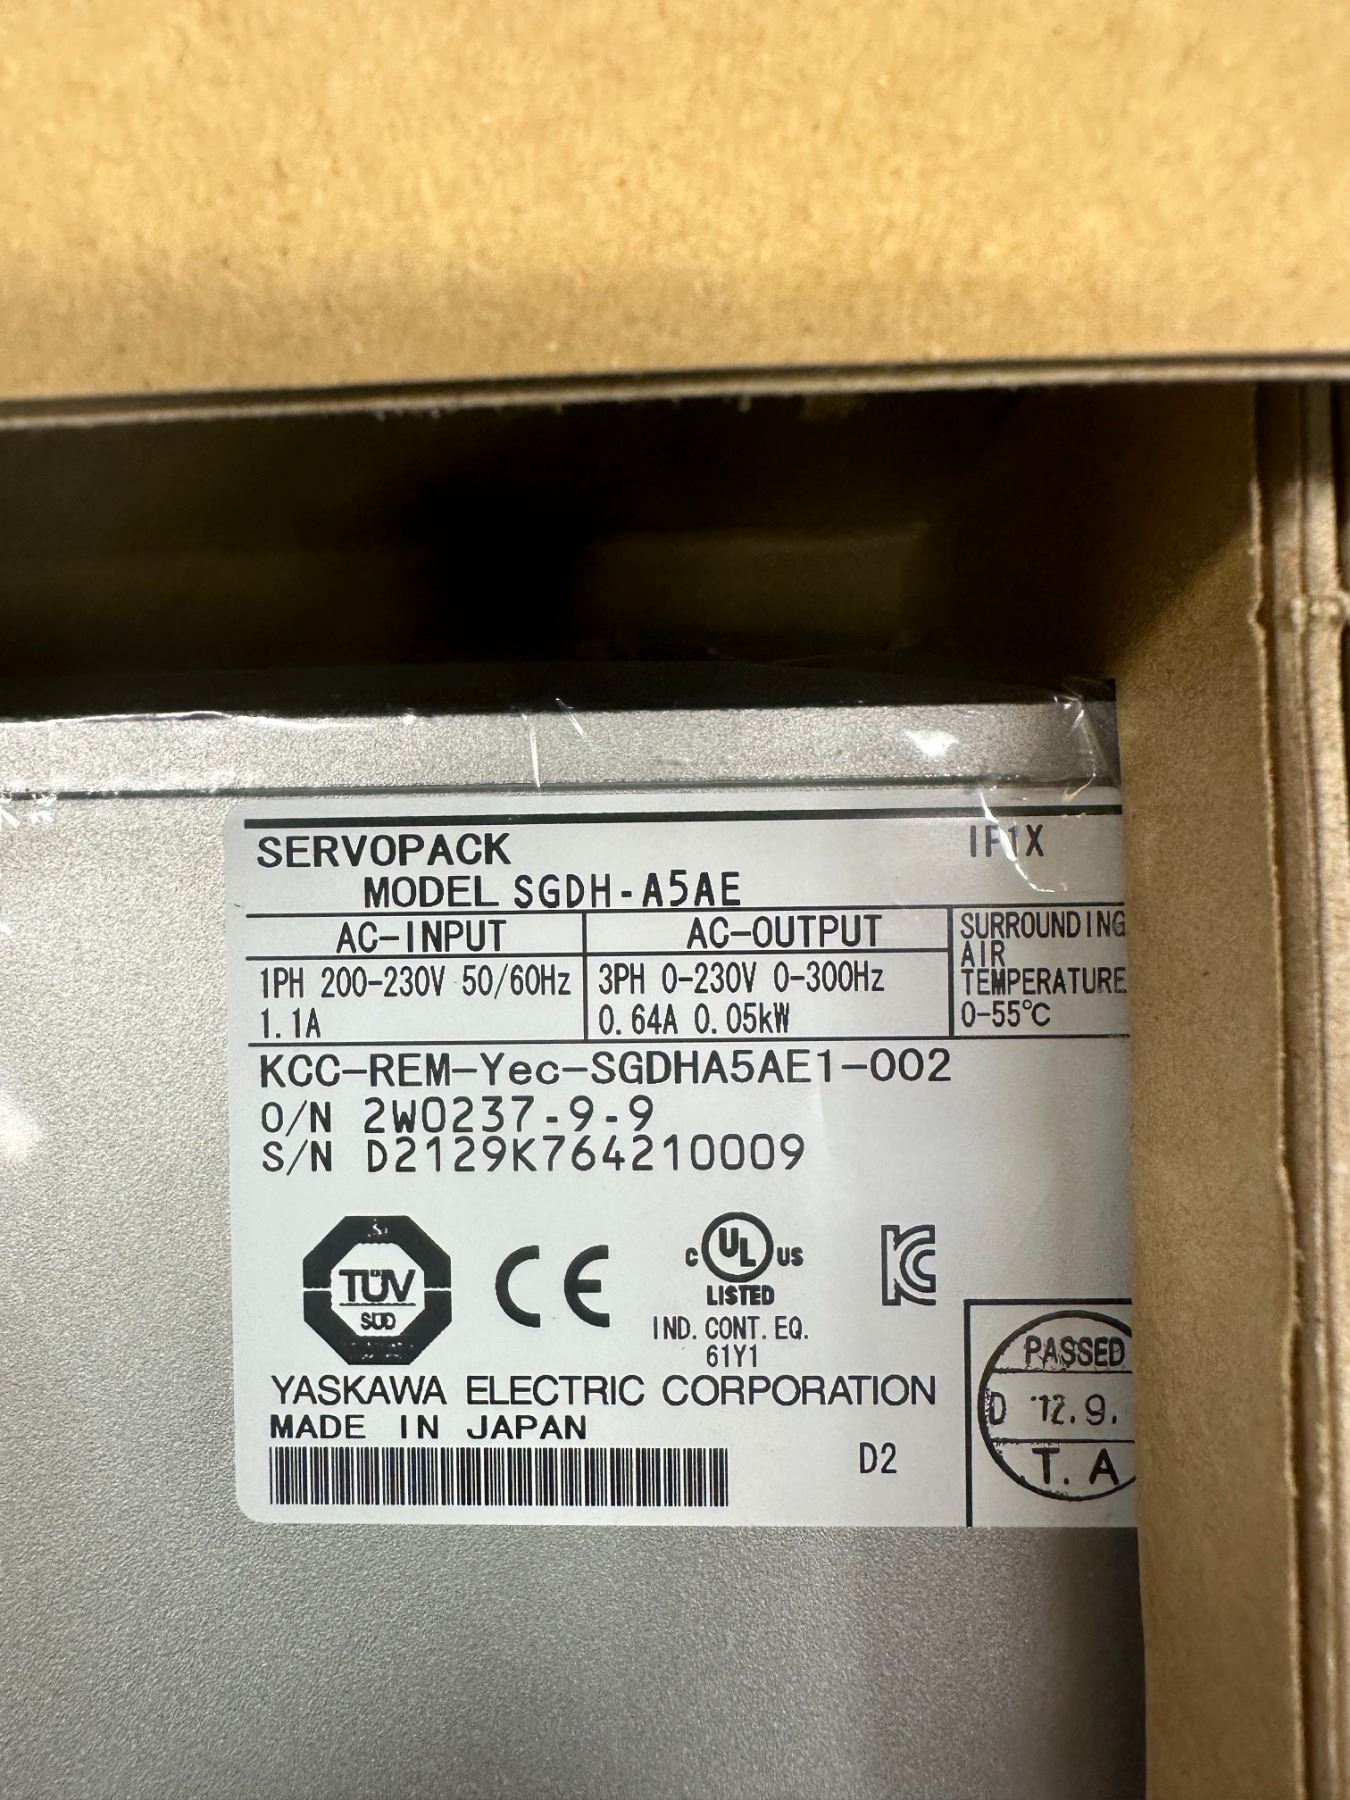 SERVOPACK IP1X
MODEL SGDH-A5AE
AC-INPUT
1PH 200-230V 50/60Hz
1.1A
AC-OUTPUT
3PH 0-230V 0-300Hz
0.64A 0.05kW
SURROUNDING
AIR
TEMPERATURE
0-55℃
KCC-REM-Yec-SGDHA5AE1-002
O/N 2W0237-9-9
S/N D2129K764210009
TÜV
SÜD
CE
C UL US
LISTED
IND. CONT. EQ.
61Y1
KC
YASKAWA ELECTRIC CORPORATION
MADE IN JAPAN
D2
PASSED
D '12.9.
T. A